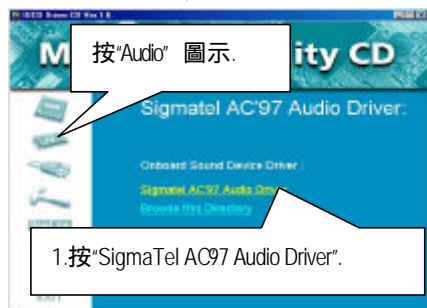 M
ity CD
按“Audio” 圖示.
Sigmatel AC'97 Audio Driver:
Onboard Sound Device Driver :
Sigmatel AC'97 Audio
Browse this Directory
1.按“SigmaTel AC97 Audio Driver”.
EXIT